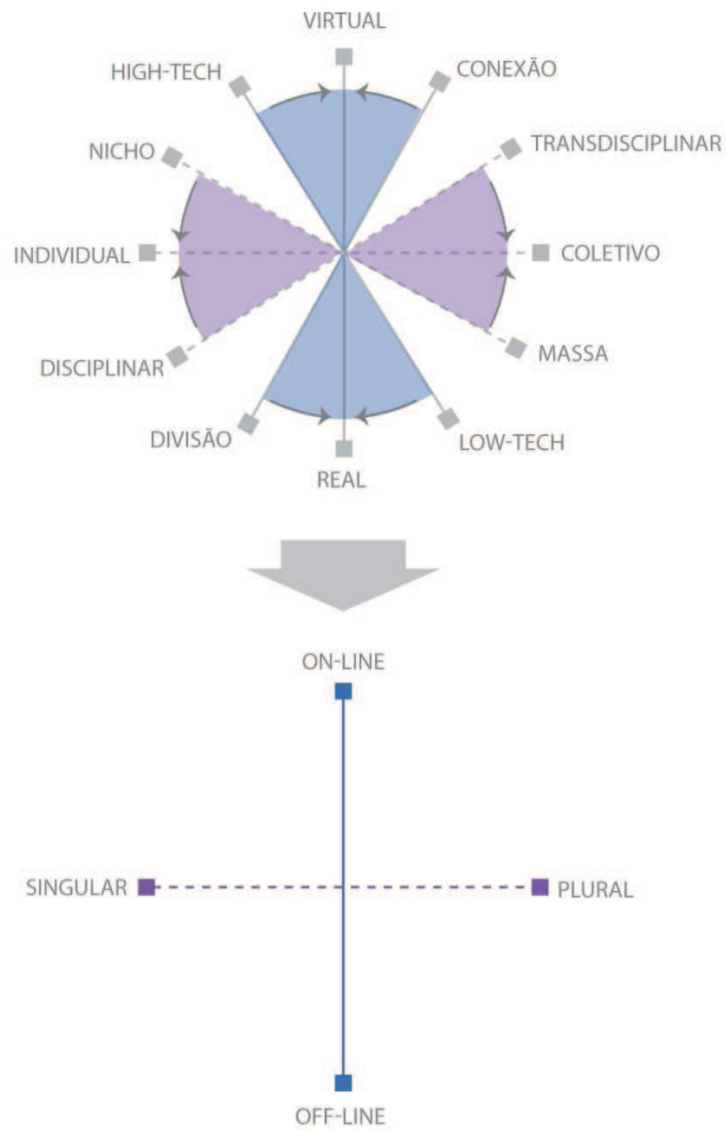 VIRTUAL
HIGH-TECH
CONEXÃO
NICHO
TRANSDISCIPLINAR
INDIVIDUAL
COLETIVO
DISCIPLINAR
MASSA
DIVISÃO
LOW-TECH
REAL
ON-LINE
SINGULAR
PLURAL
OFF-LINE